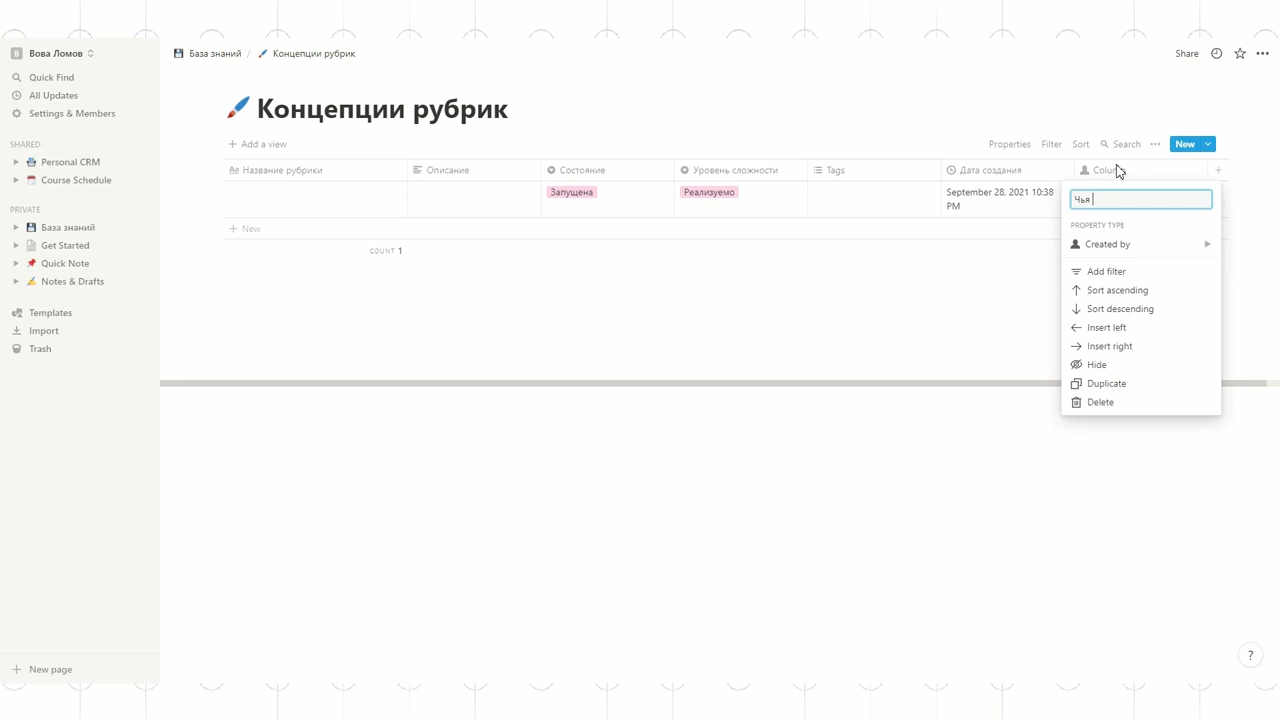 B Вова Ломов
Quick Find
All Updates
Settings & Members
SHARED
Personal CRM
Course Schedule
PRIVATE
База знаний
Get Started
Quick Note
Notes & Drafts
Templates
Import
Trash
New page
База знаний / Концепции рубрик
Share
Концепции рубрик
Add a view
Properties Filter Sort Search New
Название рубрики Описание Состояние Уровень сложности Tags Дата создания
Запущена Реализуемо September 28, 2021 10:38 PM
New
COUNT 1
Чья
PROPERTY TYPE
Created by
Add filter
Sort ascending
Sort descending
Insert left
Insert right
Hide
Duplicate
Delete
?